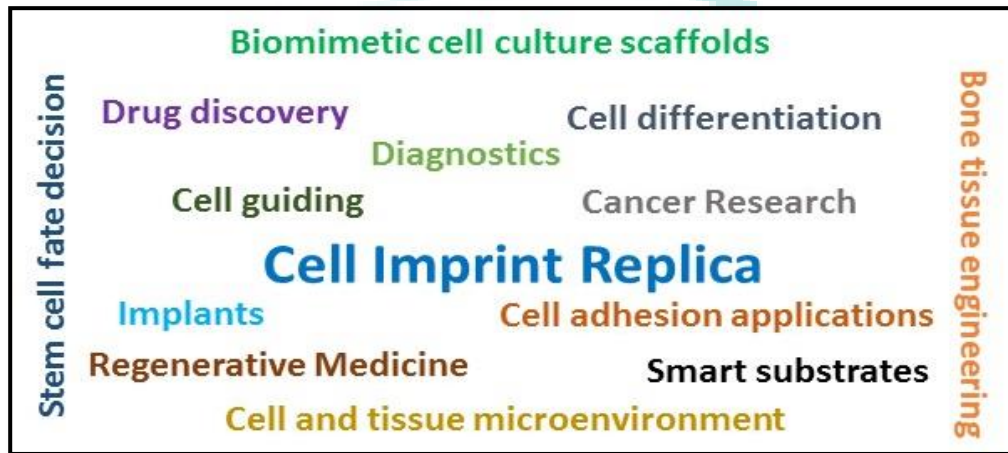 Biomimetic cell culture scaffolds
Stem cell fate decision
Drug discovery
Cell differentiation
Diagnostics
Cell guiding
Cancer Research
Cell Imprint Replica
Implants
Cell adhesion applications
Regenerative Medicine
Smart substrates
Cell and tissue microenvironment
Bone tissue engineering